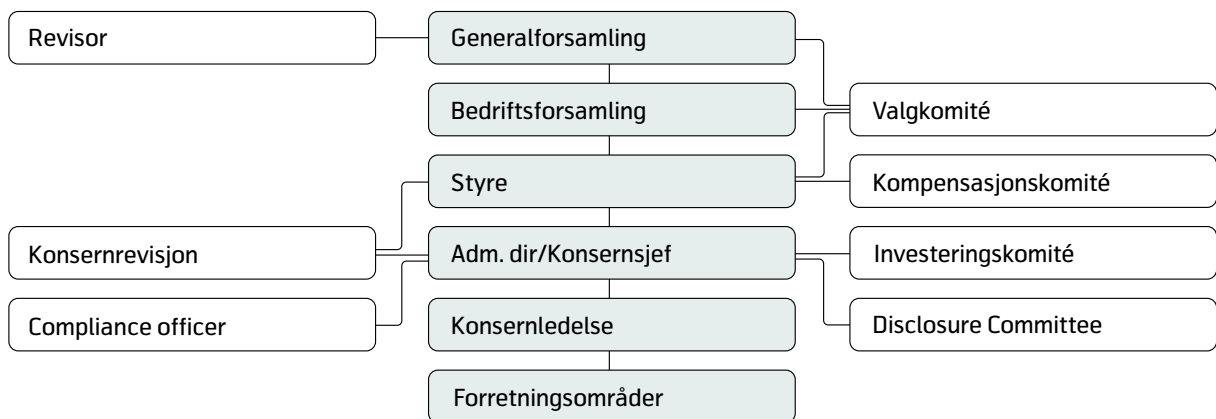 Revisor
Generalforsamling
Bedriftsforsamling
Valgkomité
Styre
Kompensasjonskomité
Konsernrevisjon
Adm. dir/Konsernsjef
Investeringskomité
Compliance officer
Konsernledelse
Disclosure Committee
Forretningsområder